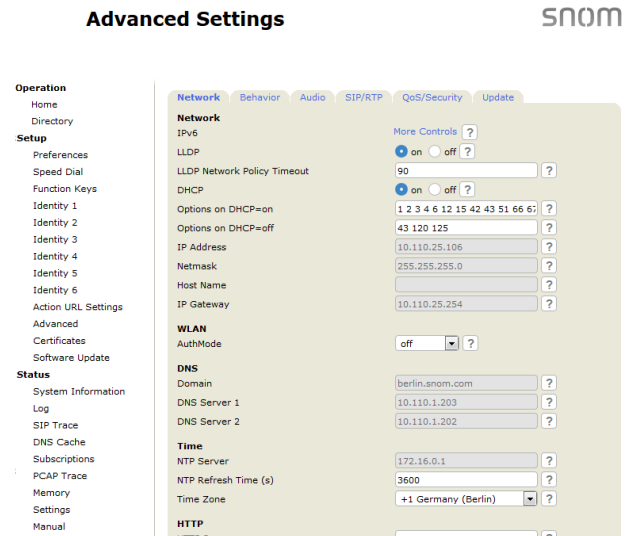 Advanced Settings
snom
Operation
Home
Directory
Setup
Preferences
Speed Dial
Function Keys
Identity 1
Identity 2
Identity 3
Identity 4
Identity 5
Identity 6
Action URL Settings
Advanced
Certificates
Software Update
Status
System Information
Log
SIP Trace
DNS Cache
Subscriptions
PCAP Trace
Memory
Settings
Manual
Network Behavior Audio SIP/RTP QoS/Security Update
Network
IPv6 More Controls ?
LLDP on off ?
LLDP Network Policy Timeout 90 ?
DHCP on off ?
Options on DHCP=on 1 2 3 4 6 12 15 42 43 51 66 67 ?
Options on DHCP=off 43 120 125 ?
IP Address 10.110.25.106 ?
Netmask 255.255.255.0 ?
Host Name ?
IP Gateway 10.110.25.254 ?
WLAN
AuthMode off ?
DNS
Domain berlin.snom.com ?
DNS Server 1 10.110.1.203 ?
DNS Server 2 10.110.1.202 ?
Time
NTP Server 172.16.0.1 ?
NTP Refresh Time (s) 3600 ?
Time Zone +1 Germany (Berlin) ?
HTTP